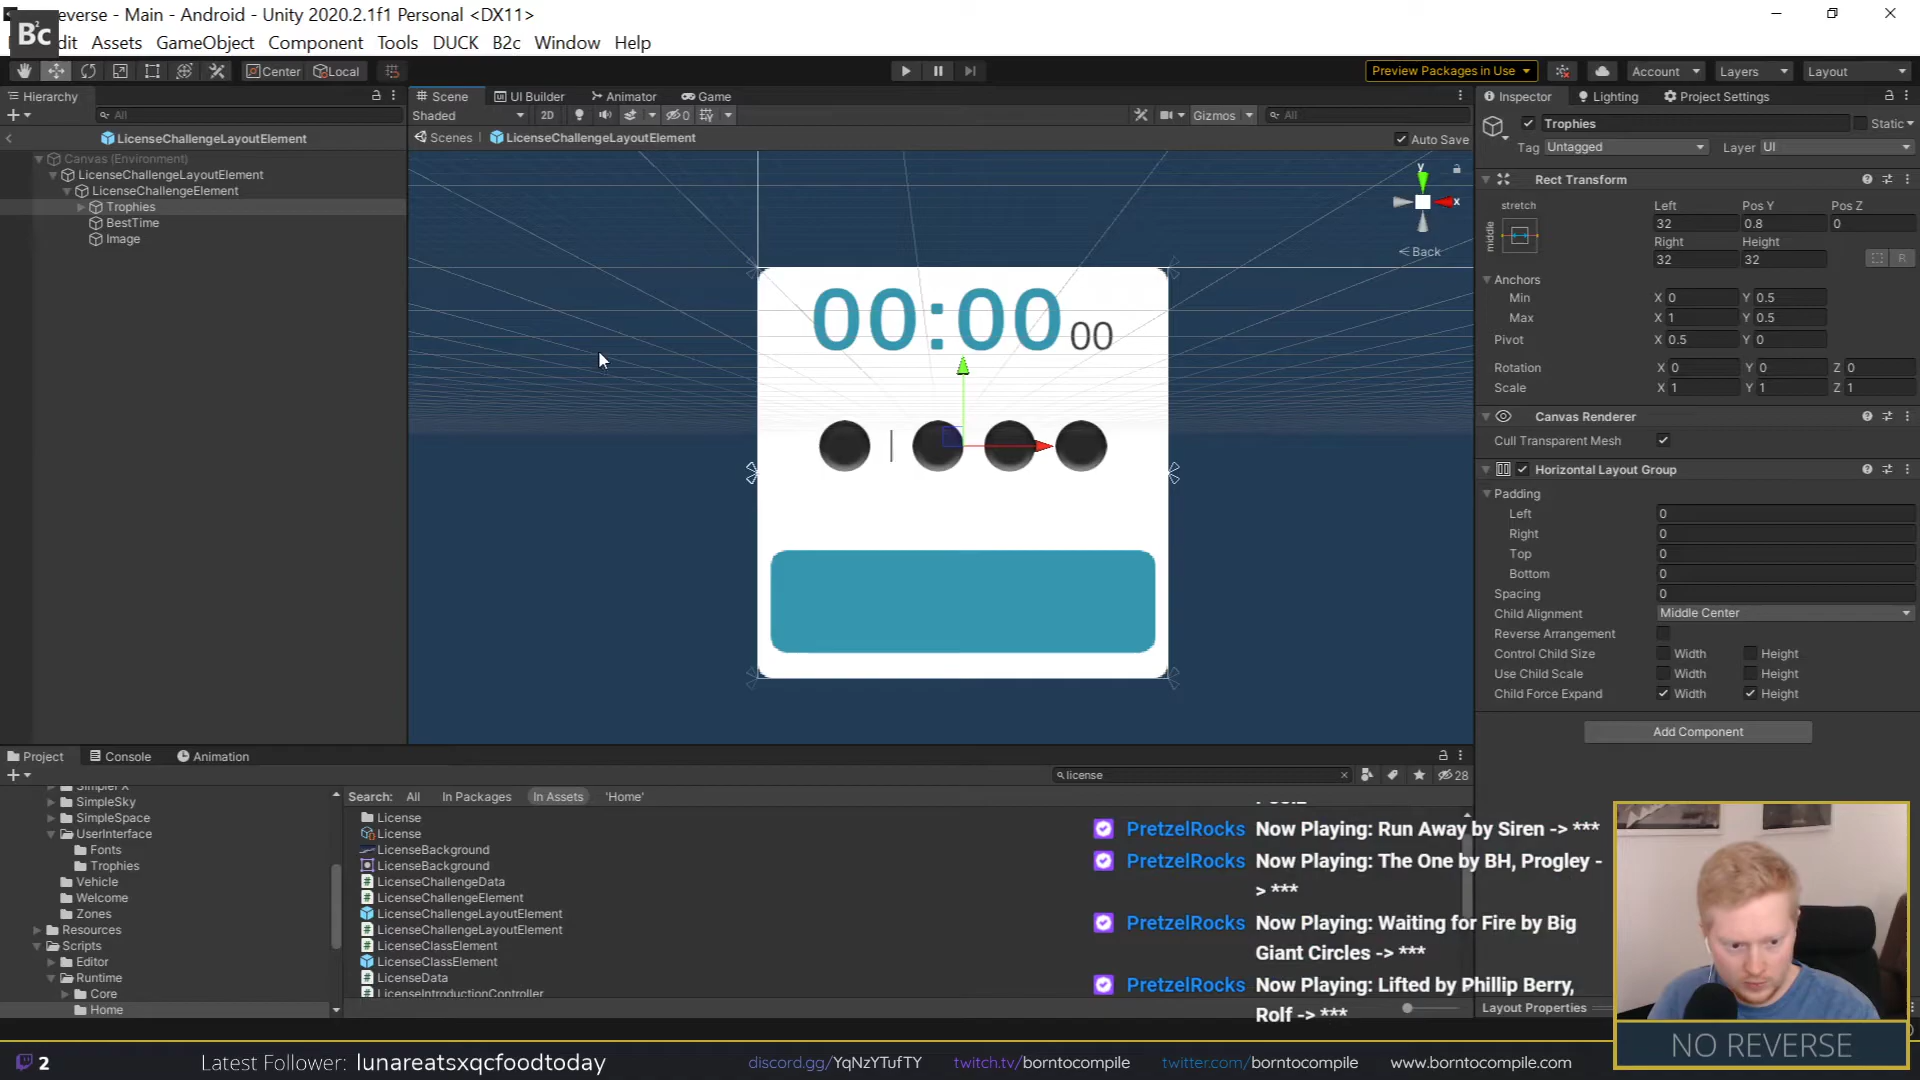 everse - Main - Android - Unity 2020.2.1f1 Personal <DX11>
B2c
dit Assets GameObject Component Tools DUCK B2c Window Help
Center Local Preview Packages in Use Account Layers Layout
Hierarchy Scene UI Builder Animator Game Inspector Lighting Project Settings
All Shaded 2D 0 Gizmos All
Trophies Static
LicenseChallengeLayoutElement Scenes LicenseChallengeLayoutElement Auto Save
Tag Untagged Layer UI
Canvas (Environment)
LicenseChallengeLayoutElement
LicenseChallengeElement
Trophies
BestTime
Image
y
x
Back
00:00 00
Rect Transform
stretch
middle
Left Pos Y Pos Z
32 0.8 0
Right Height
32 32 R
Anchors
Min X 0 Y 0.5
Max X 1 Y 0.5
Pivot X 0.5 Y 0
Rotation X 0 Y 0 Z 0
Scale X 1 Y 1 Z 1
Canvas Renderer
Cull Transparent Mesh
Horizontal Layout Group
Padding
Left 0
Right 0
Top 0
Bottom 0
Spacing 0
Child Alignment Middle Center
Reverse Arrangement
Control Child Size Width Height
Use Child Scale Width Height
Child Force Expand Width Height
Add Component
Project Console Animation
license 28
Search: All In Packages In Assets 'Home'
SimpleSky
SimpleSpace
UserInterface
Fonts
Trophies
Vehicle
Welcome
Zones
Resources
Scripts
Editor
Runtime
Core
Home
License
License
LicenseBackground
LicenseBackground
LicenseChallengeData
LicenseChallengeElement
LicenseChallengeLayoutElement
LicenseChallengeLayoutElement
LicenseClassElement
LicenseClassElement
LicenseData
LicenseIntroductionController
PretzelRocks Now Playing: Run Away by Siren -> ***
PretzelRocks Now Playing: The One by BH, Progley -
> ***
PretzelRocks Now Playing: Waiting for Fire by Big
Giant Circles -> ***
PretzelRocks Now Playing: Lifted by Phillip Berry,
Rolf -> ***
Layout Properties
NO REVERSE
2 Latest Follower: lunareatsxqcfoodtoday discord.gg/YqNzYTufTY twitch.tv/borntocompile twitter.com/borntocompile www.borntocompile.com